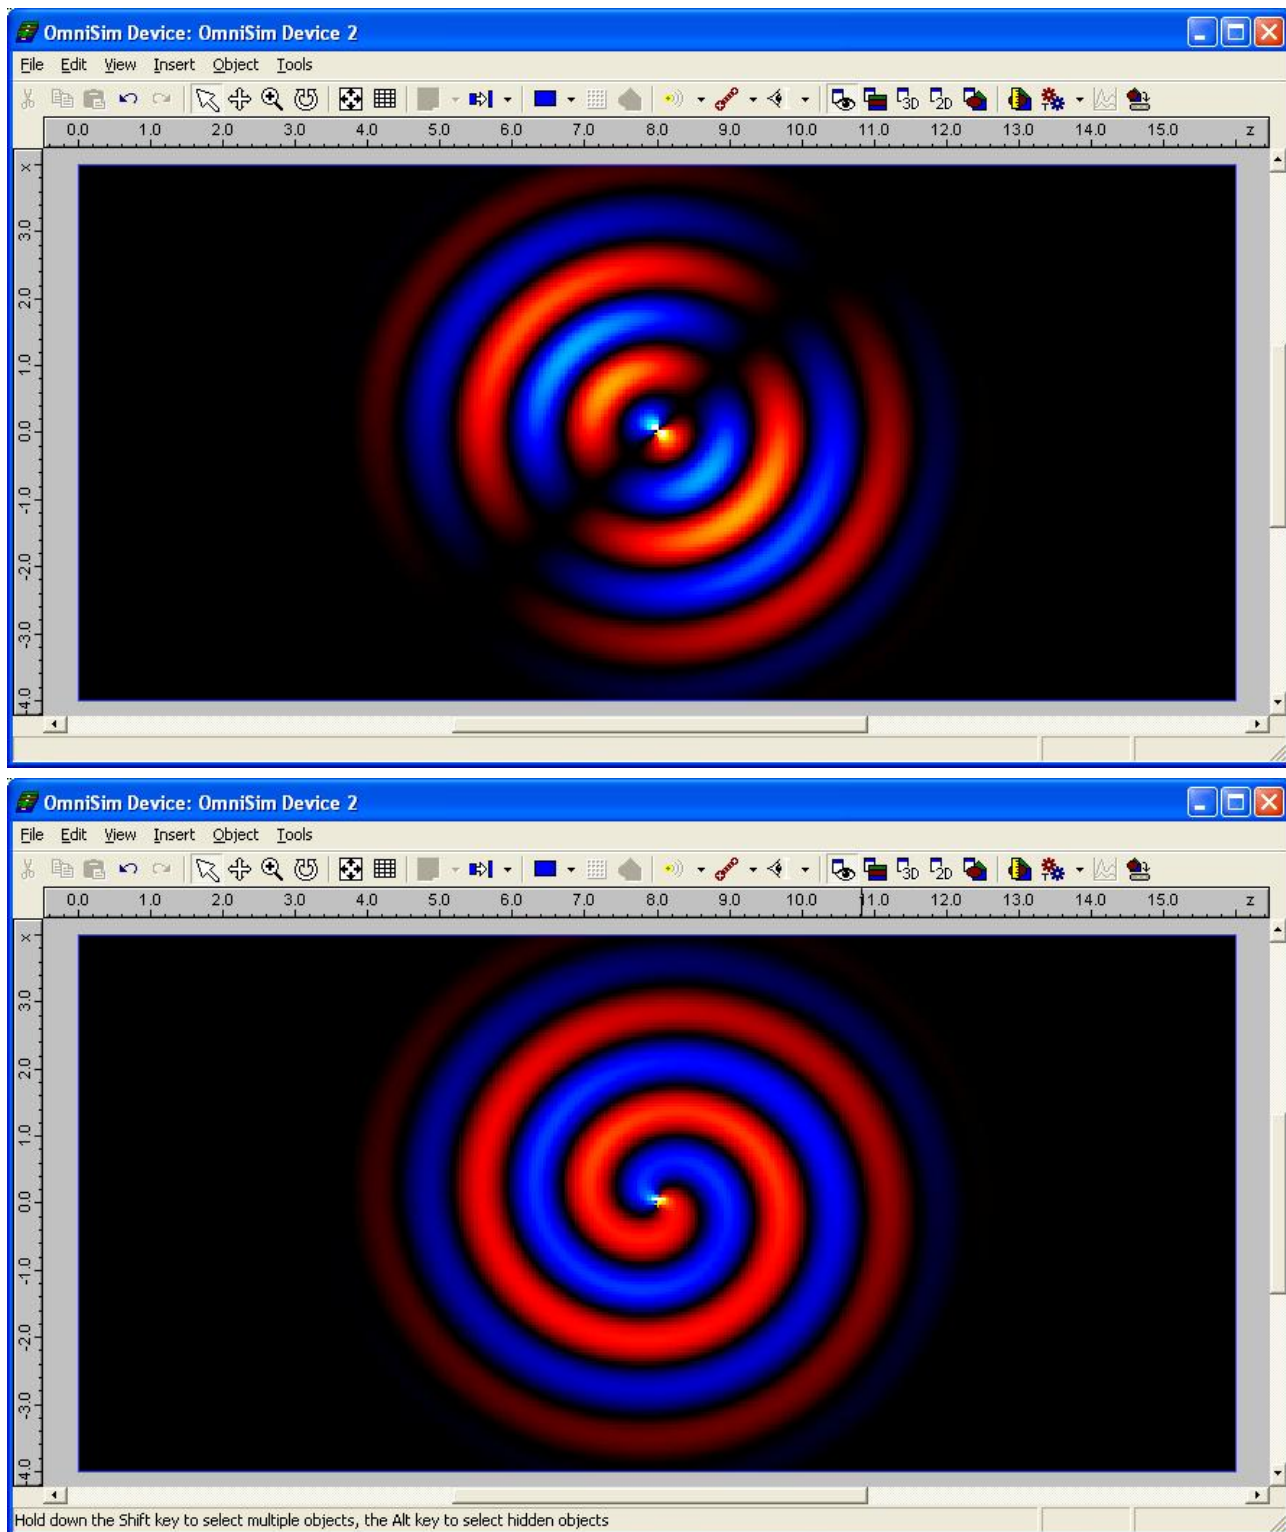 OmniSim Device: OmniSim Device 2
File Edit View Insert Object Tools
3D 2D
0.0 1.0 2.0 3.0 4.0 5.0 6.0 7.0 8.0 9.0 10.0 11.0 12.0 13.0 14.0 15.0 z
x
3.0
2.0
1.0
0.0
-1.0
-2.0
-3.0
-4.0
OmniSim Device: OmniSim Device 2
File Edit View Insert Object Tools
3D 2D
0.0 1.0 2.0 3.0 4.0 5.0 6.0 7.0 8.0 9.0 10.0 11.0 12.0 13.0 14.0 15.0 z
x
3.0
2.0
1.0
0.0
-1.0
-2.0
-3.0
-4.0
Hold down the Shift key to select multiple objects, the Alt key to select hidden objects